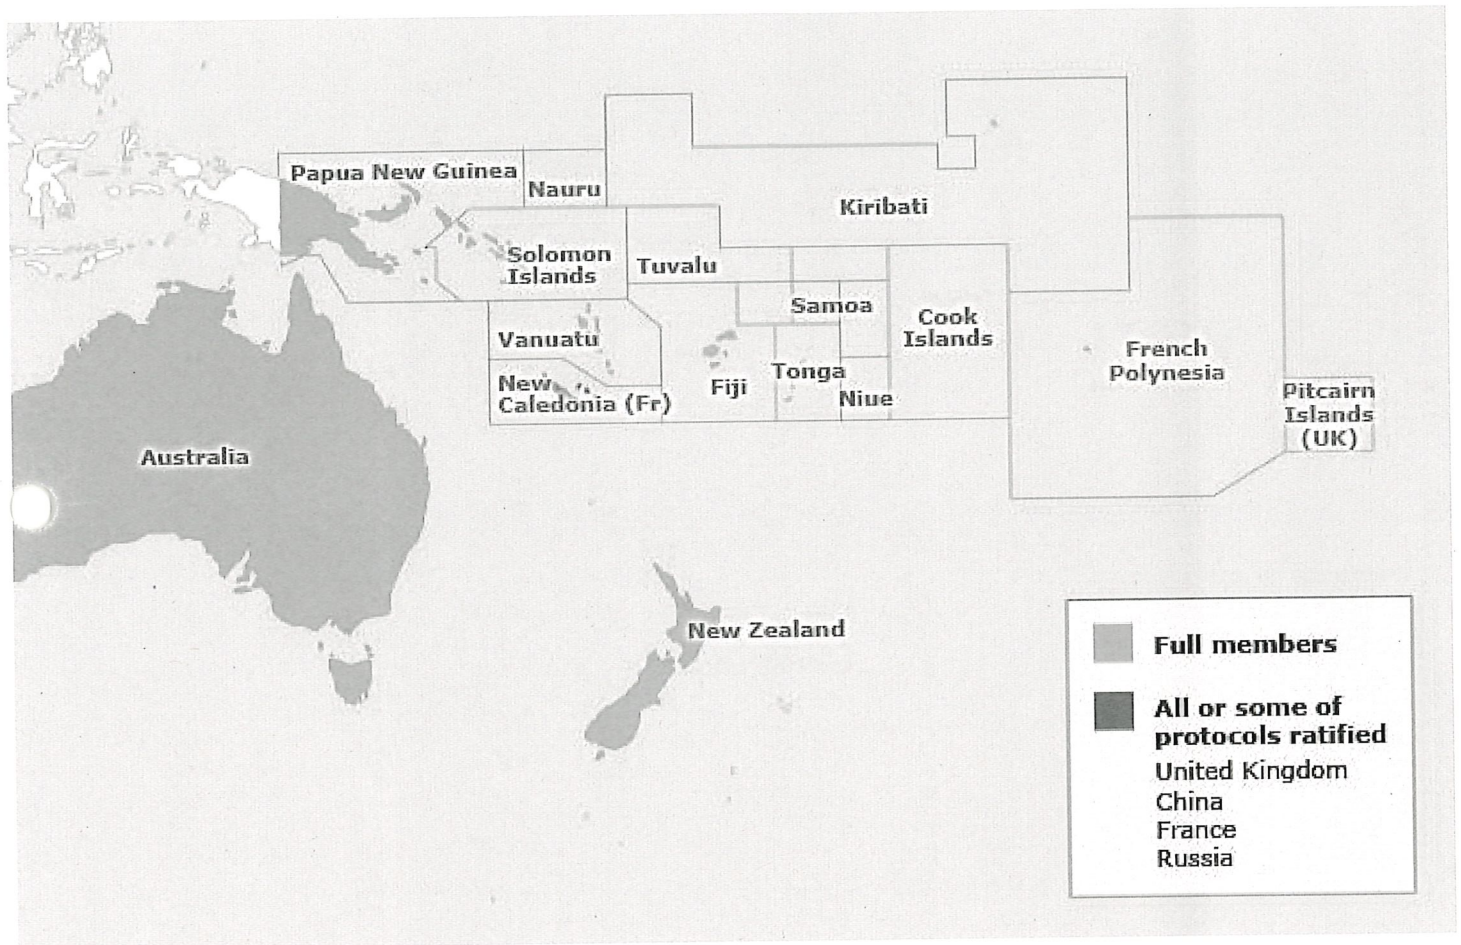 Papua New Guinea
Nauru
Kiribati
Solomon
Islands
Tuvalu
Samoa
Cook
Islands
Vanuatu
French
Polynesia
New
Caledonia (Fr)
Fiji
Tonga
Niue
Pitcairn
Islands
(UK)
Australia
New Zealand
Full members
All or some of
protocols ratified
United Kingdom
China
France
Russia